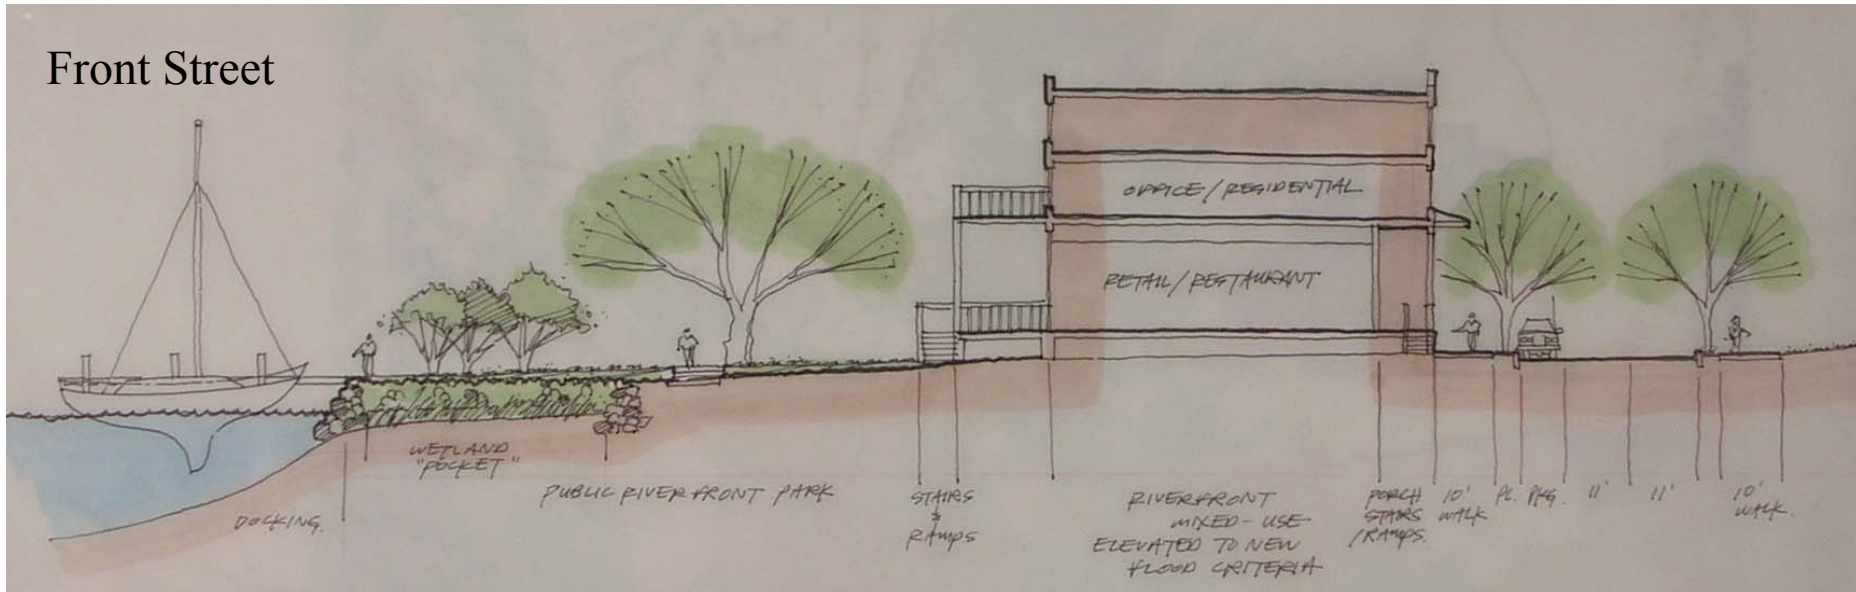 Front Street
OFFICE/RESIDENTIAL
RETAIL/RESTAURANT
WETLAND
"POCKET"
PUBLIC RIVERFRONT PARK
DOCKING.
STAIRS
&
RAMPS
RIVERFRONT
MIXED-USE
ELEVATED TO NEW
FLOOD CRITERIA
PORCH
STAIRS
/RAMPS.
10'
WALK
PL.
PKG.
11'
11'
10'
WALK.